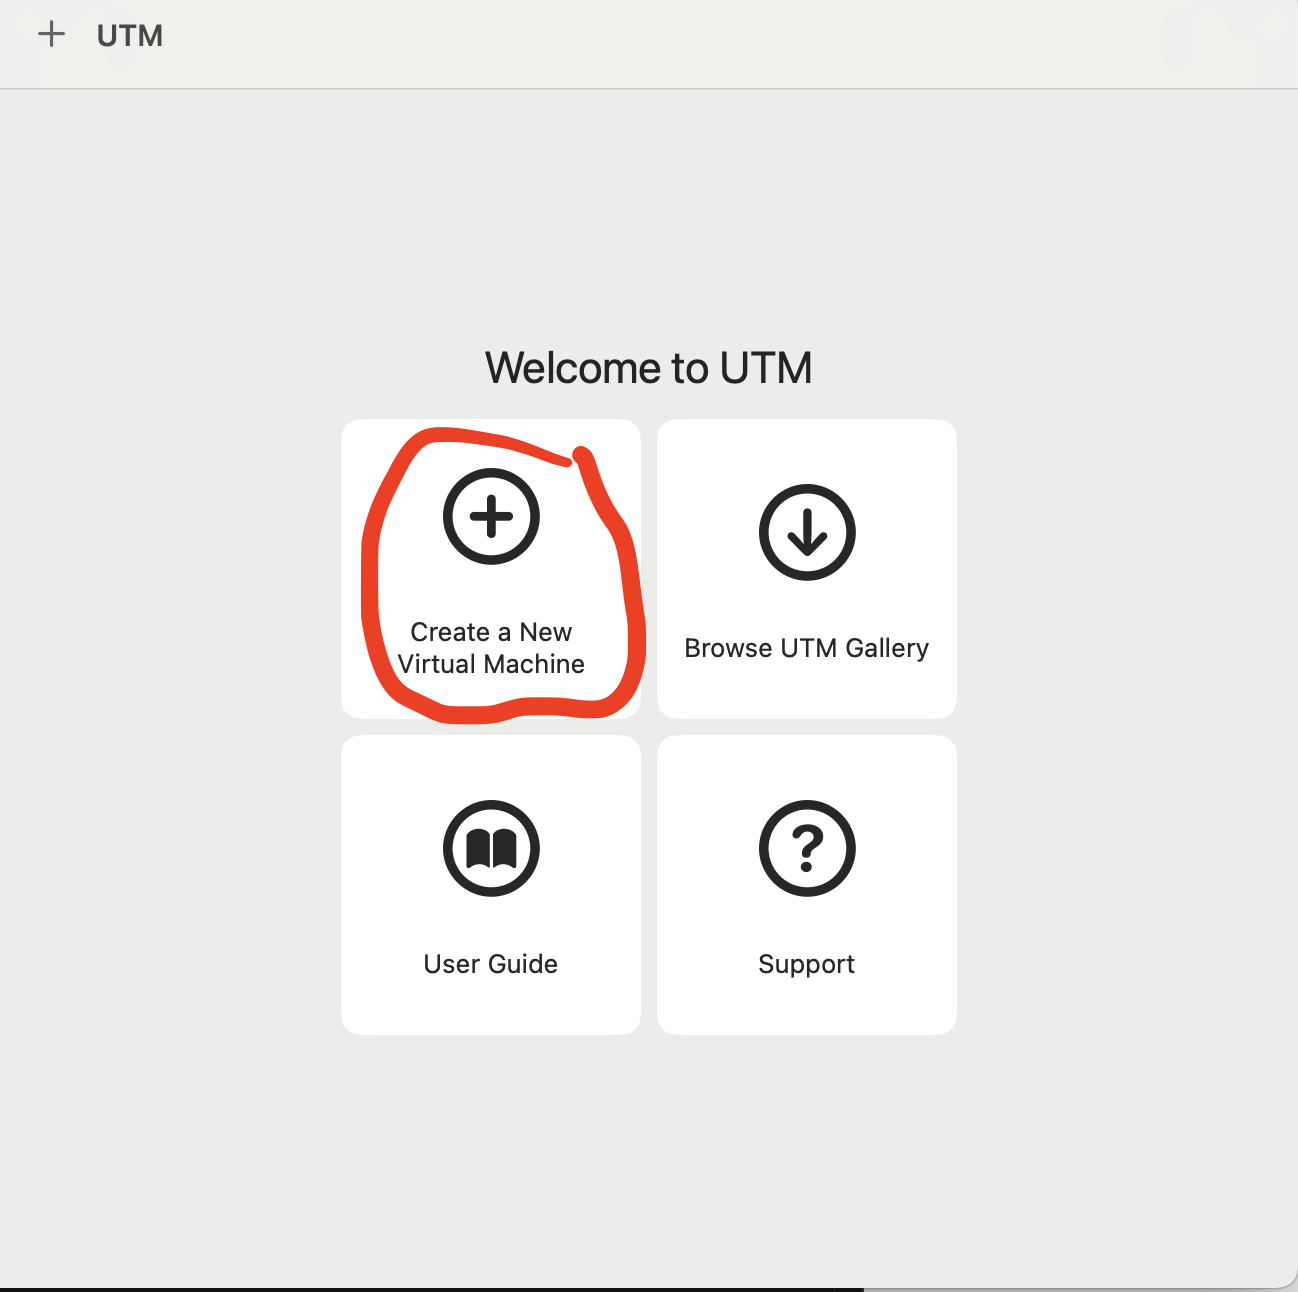 UTM
Welcome to UTM
Create a New
Virtual Machine
Browse UTM Gallery
User Guide
Support